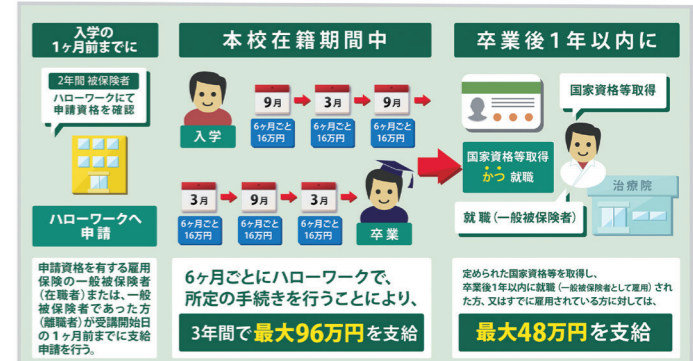 入学の
1ヶ月前までに
2年間 被保険者
ハローワークにて
申請資格を確認
ハローワークへ
申請
申請資格を有する雇用
保険の一般被保険者
(在職者)または、一般
被保険者であった方
(離職者)が受講開始日
の1ヶ月前までに支給
申請を行う。
本校在籍期間中
入学
9月
3月
9月
6ヶ月ごと
16万円
6ヶ月ごと
16万円
6ヶ月ごと
16万円
3月
9月
3月
6ヶ月ごと
16万円
6ヶ月ごと
16万円
6ヶ月ごと
16万円
卒業
6ヶ月ごとにハローワークで、
所定の手続きを行うことにより、
3年間で最大96万円を支給
卒業後1年以内に
国家資格等取得
国家資格等取得
かつ 就職
治療院
就職(一般被保険者)
定められた国家資格等を取得し、
卒業後1年以内に就職(一般被保険者として雇用)され
た方、又はすでに雇用されている方に対しては、
最大48万円を支給